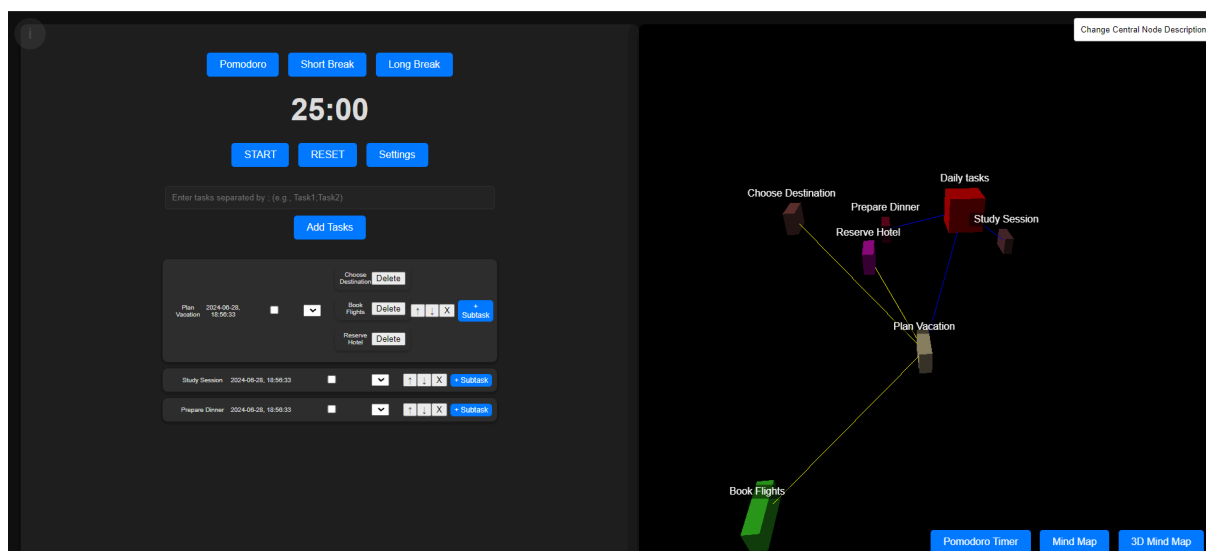 i
Pomodoro Short Break Long Break
25:00
START RESET Settings
Enter tasks separated by ; (e.g., Task1;Task2)
Add Tasks
Plan Vacation 2024-06-28, 18:56:33
Choose Destination Delete
Book Flights Delete
Reserve Hotel Delete
↑ ↓ X + Subtask
Study Session 2024-06-28, 18:56:33 ↑ ↓ X + Subtask
Prepare Dinner 2024-06-28, 18:56:33 ↑ ↓ X + Subtask
Change Central Node Description
Daily tasks
Choose Destination
Prepare Dinner
Study Session
Reserve Hotel
Plan Vacation
Book Flights
Pomodoro Timer Mind Map 3D Mind Map